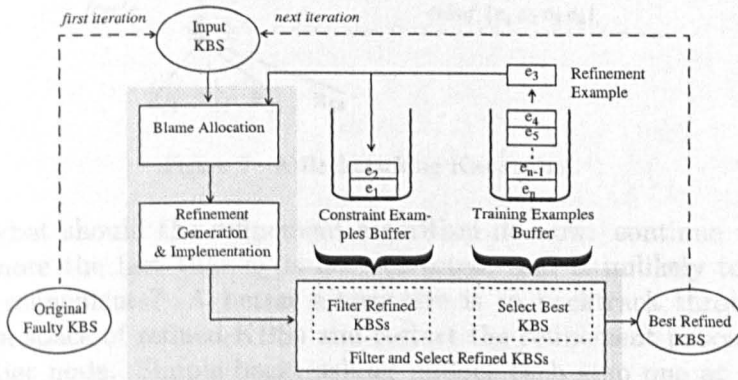 first iteration
next iteration
Input
KBS
e3
Refinement
Example
Blame Allocation
e4
e5
e2
e1
en-1
en
Refinement
Generation
& Implementation
Constraint Exam-
ples Buffer
Training Examples
Buffer
Original
Faulty KBS
Filter Refined
KBSs
Select Best
KBS
Filter and Select Refined KBSs
Best Refined
KBS